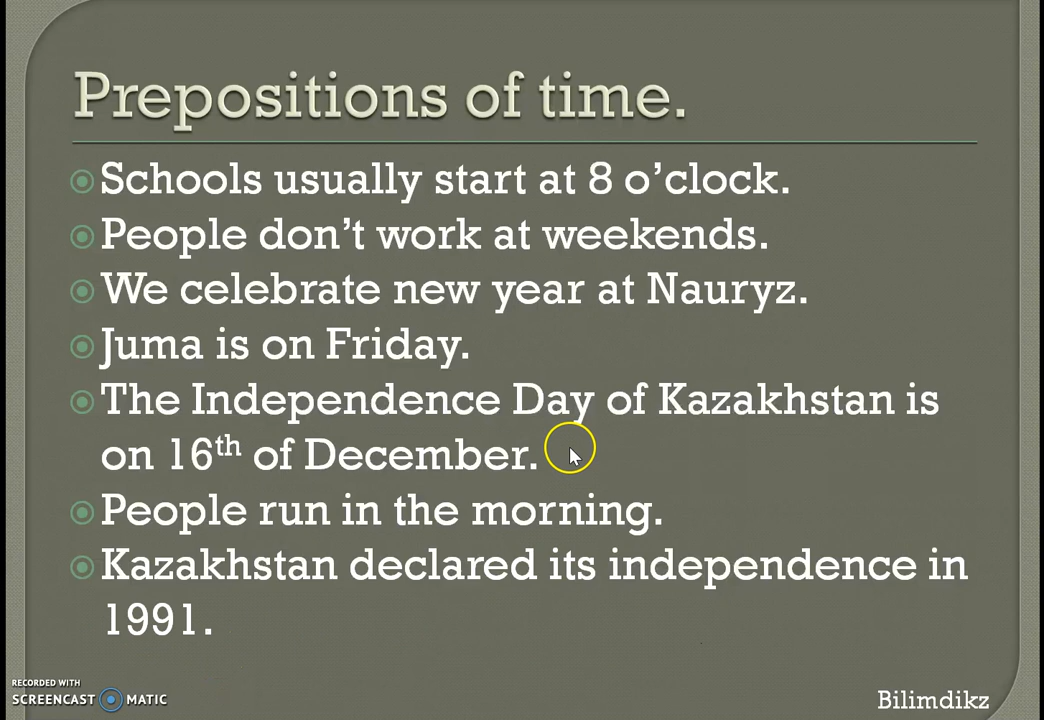 Prepositions of time.
Schools usually start at 8 o’clock.
People don’t work at weekends.
We celebrate new year at Nauryz.
Juma is on Friday.
The Independence Day of Kazakhstan is
on 16th of December.
People run in the morning.
Kazakhstan declared its independence in
1991.
RECORDED WITH
SCREENCAST MATIC
Bilimdikz